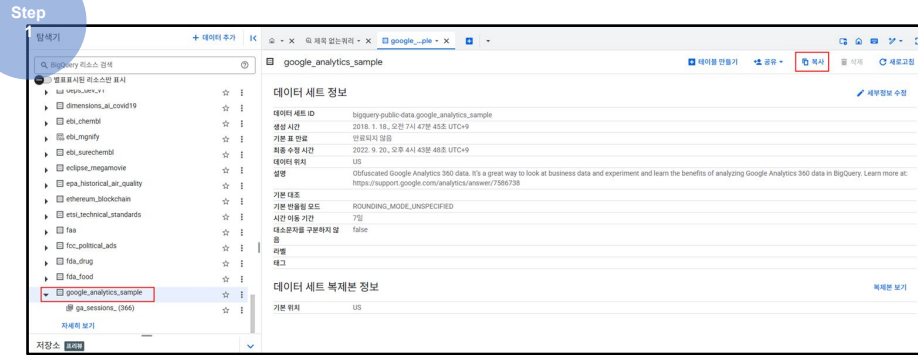 Step
1
탐색기
+ 데이터 추가
제목 없는쿼리
google_...ple
BigQuery 리소스 검색
google_analytics_sample
테이블 만들기
공유
복사
삭제
새로고침
별표표시된 리소스만 표시
deps_dev_v1
dimensions_ai_covid19
ebi_chembl
ebi_mgnify
ebi_surechembl
eclipse_megamovie
epa_historical_air_quality
ethereum_blockchain
etsi_technical_standards
faa
fcc_political_ads
fda_drug
fda_food
google_analytics_sample
ga_sessions_ (366)
자세히 보기
저장소 프리뷰
데이터 세트 정보
세부정보 수정
데이터 세트 ID bigquery-public-data.google_analytics_sample
생성 시간 2018. 1. 18., 오전 7시 47분 45초 UTC+9
기본 표 만료 만료되지 않음
최종 수정 시간 2022. 9. 20., 오후 4시 43분 48초 UTC+9
데이터 위치 US
설명 Obfuscated Google Analytics 360 data. It's a great way to look at business data and experiment and learn the benefits of analyzing Google Analytics 360 data in BigQuery. Learn more at:
https://support.google.com/analytics/answer/7586738
기본 대조
기본 반올림 모드 ROUNDING_MODE_UNSPECIFIED
시간 이동 기간 7일
대소문자를 구분하지 않 false
음
라벨
태그
데이터 세트 복제본 정보
복제본 보기
기본 위치 US